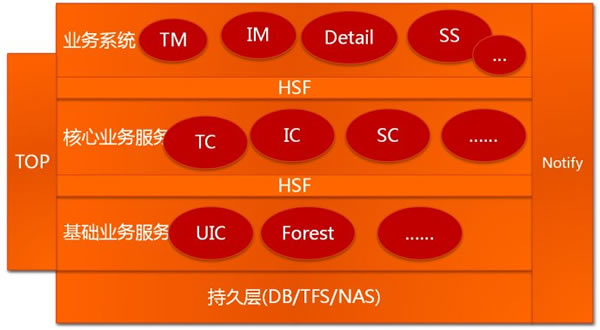 业务系统
TM
IM
Detail
SS
...
HSF
TOP
核心业务服务
TC
IC
SC
......
Notify
HSF
基础业务服务
UIC
Forest
......
持久层(DB/TFS/NAS)